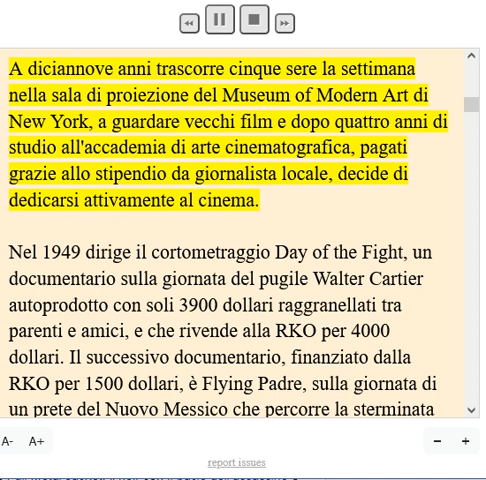 A diciannove anni trascorre cinque sere la settimana
nella sala di proiezione del Museum of Modern Art di
New York, a guardare vecchi film e dopo quattro anni di
studio all'accademia di arte cinematografica, pagati
grazie allo stipendio da giornalista locale, decide di
dedicarsi attivamente al cinema.
Nel 1949 dirige il cortometraggio Day of the Fight, un
documentario sulla giornata del pugile Walter Cartier
autoprodotto con soli 3900 dollari raggranellati tra
parenti e amici, e che rivende alla RKO per 4000
dollari. Il successivo documentario, finanziato dalla
RKO per 1500 dollari, è Flying Padre, sulla giornata di
un prete del Nuovo Messico che percorre la sterminata
A- A+ - +
report issues